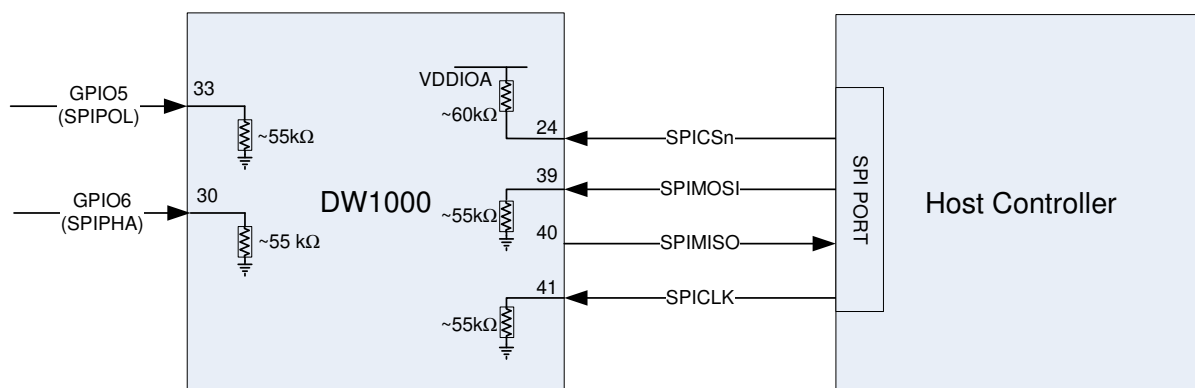 GPIO5
(SPIPOL)
33
~55kΩ
GPIO6
(SPIPHA)
30
~55 kΩ
DW1000
VDDIOA
~60kΩ
24
SPICSn
39
SPIMOSI
~55kΩ
40
SPIMISO
41
SPICLK
~55kΩ
SPI PORT
Host Controller